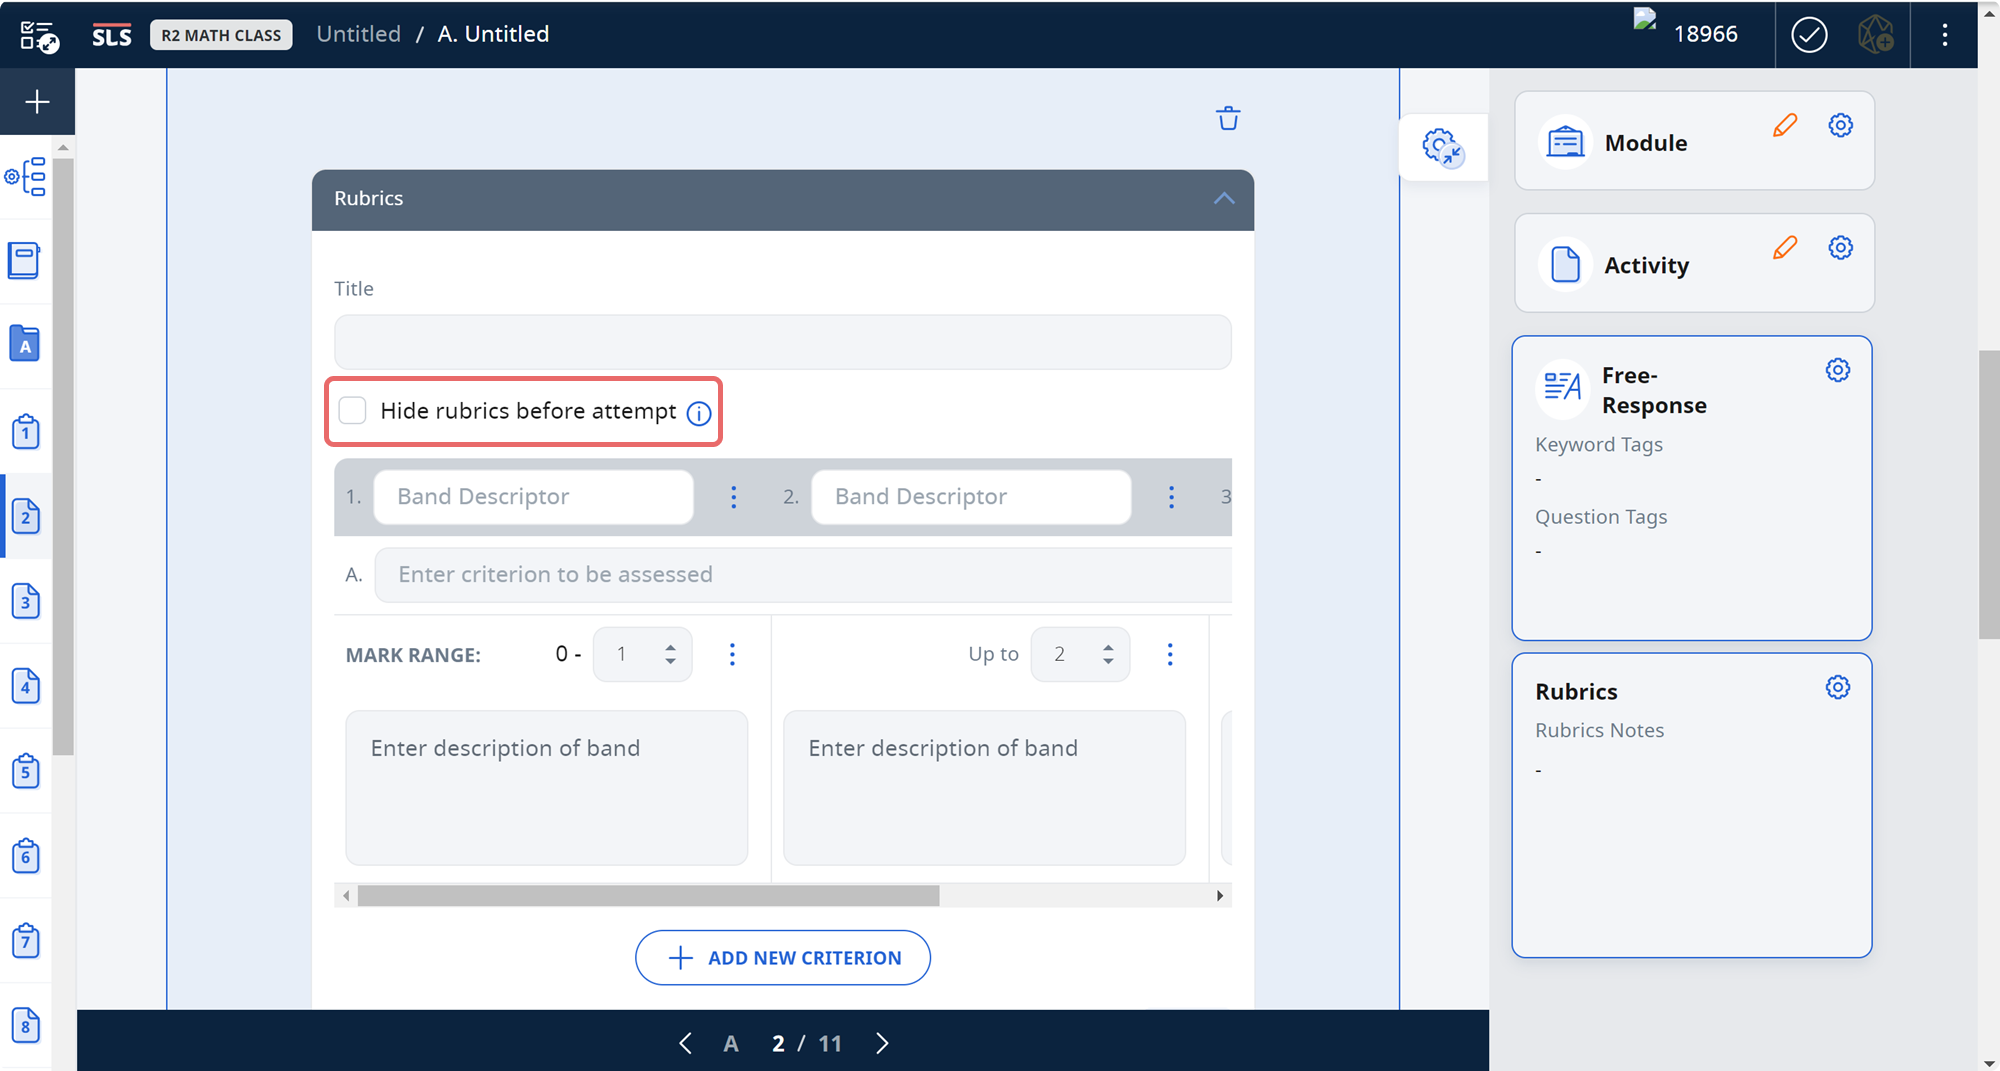 SLS R2 MATH CLASS Untitled / A. Untitled 18966
Rubrics
Title
Hide rubrics before attempt i
1. Band Descriptor 2. Band Descriptor 3
A. Enter criterion to be assessed
MARK RANGE: 0 - 1 Up to 2
Enter description of band Enter description of band
ADD NEW CRITERION
A 2 / 11
A
1
2
3
4
5
6
7
8
Module
Activity
Free-
Response
Keyword Tags
-
Question Tags
-
Rubrics
Rubrics Notes
-